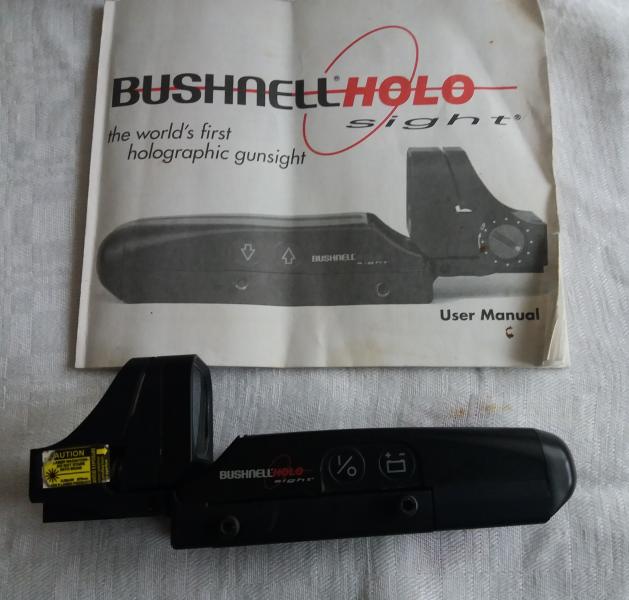 BUSHNELL® HOLO
sight®
the world's first
holographic gunsight
BUSHNELL
sight
User Manual
CAUTION
BUSHNELL HOLO
sight
I/O